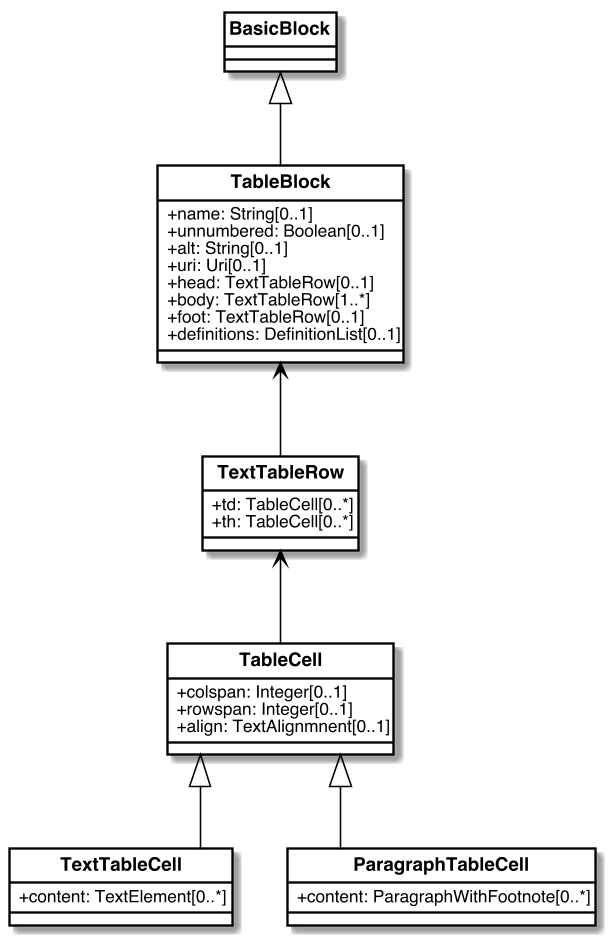 BasicBlock
TableBlock
+name: String[0..1]
+unnumbered: Boolean[0..1]
+alt: String[0..1]
+uri: Uri[0..1]
+head: TextTableRow[0..1]
+body: TextTableRow[1..*]
+foot: TextTableRow[0..1]
+definitions: DefinitionList[0..1]
TextTableRow
+td: TableCell[0..*]
+th: TableCell[0..*]
TableCell
+colspan: Integer[0..1]
+rowspan: Integer[0..1]
+align: TextAlignmnent[0..1]
TextTableCell
+content: TextElement[0..*]
ParagraphTableCell
+content: ParagraphWithFootnote[0..*]